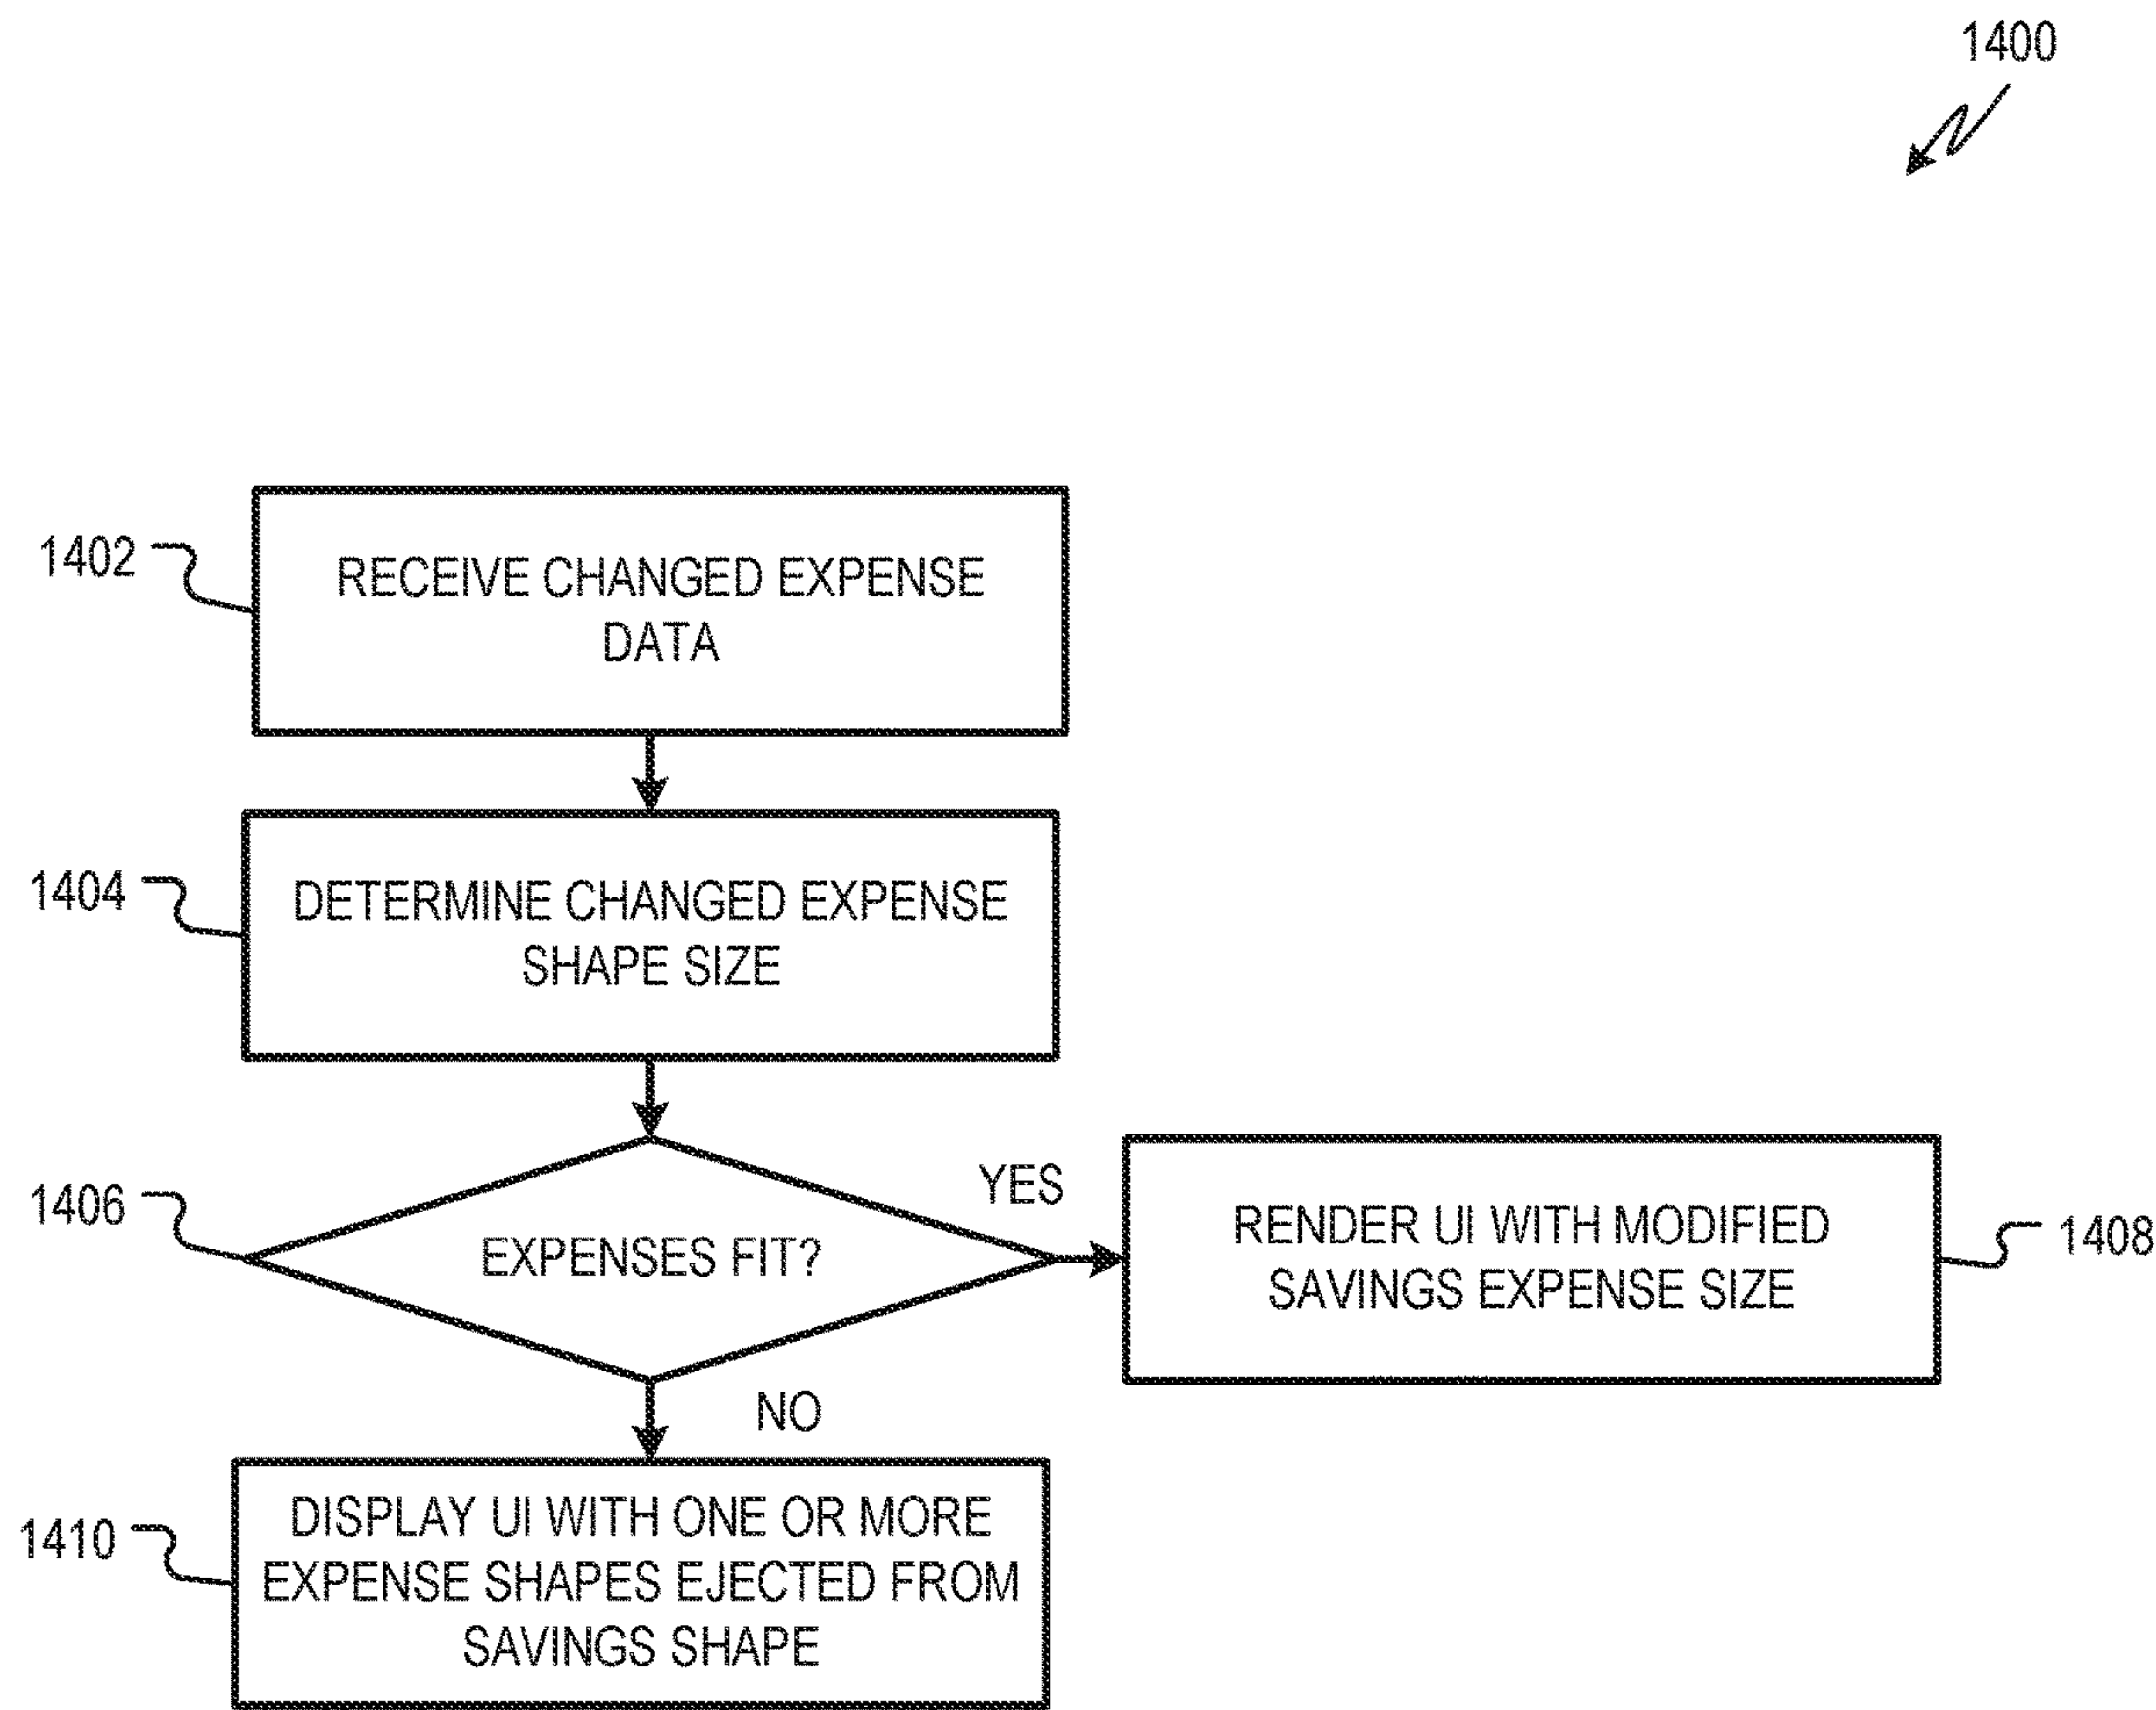 1400
1402
RECEIVE CHANGED EXPENSE
DATA
1404
DETERMINE CHANGED EXPENSE
SHAPE SIZE
1406
EXPENSES FIT?
YES
RENDER UI WITH MODIFIED
SAVINGS EXPENSE SIZE
1408
NO
1410
DISPLAY UI WITH ONE OR MORE
EXPENSE SHAPES EJECTED FROM
SAVINGS SHAPE